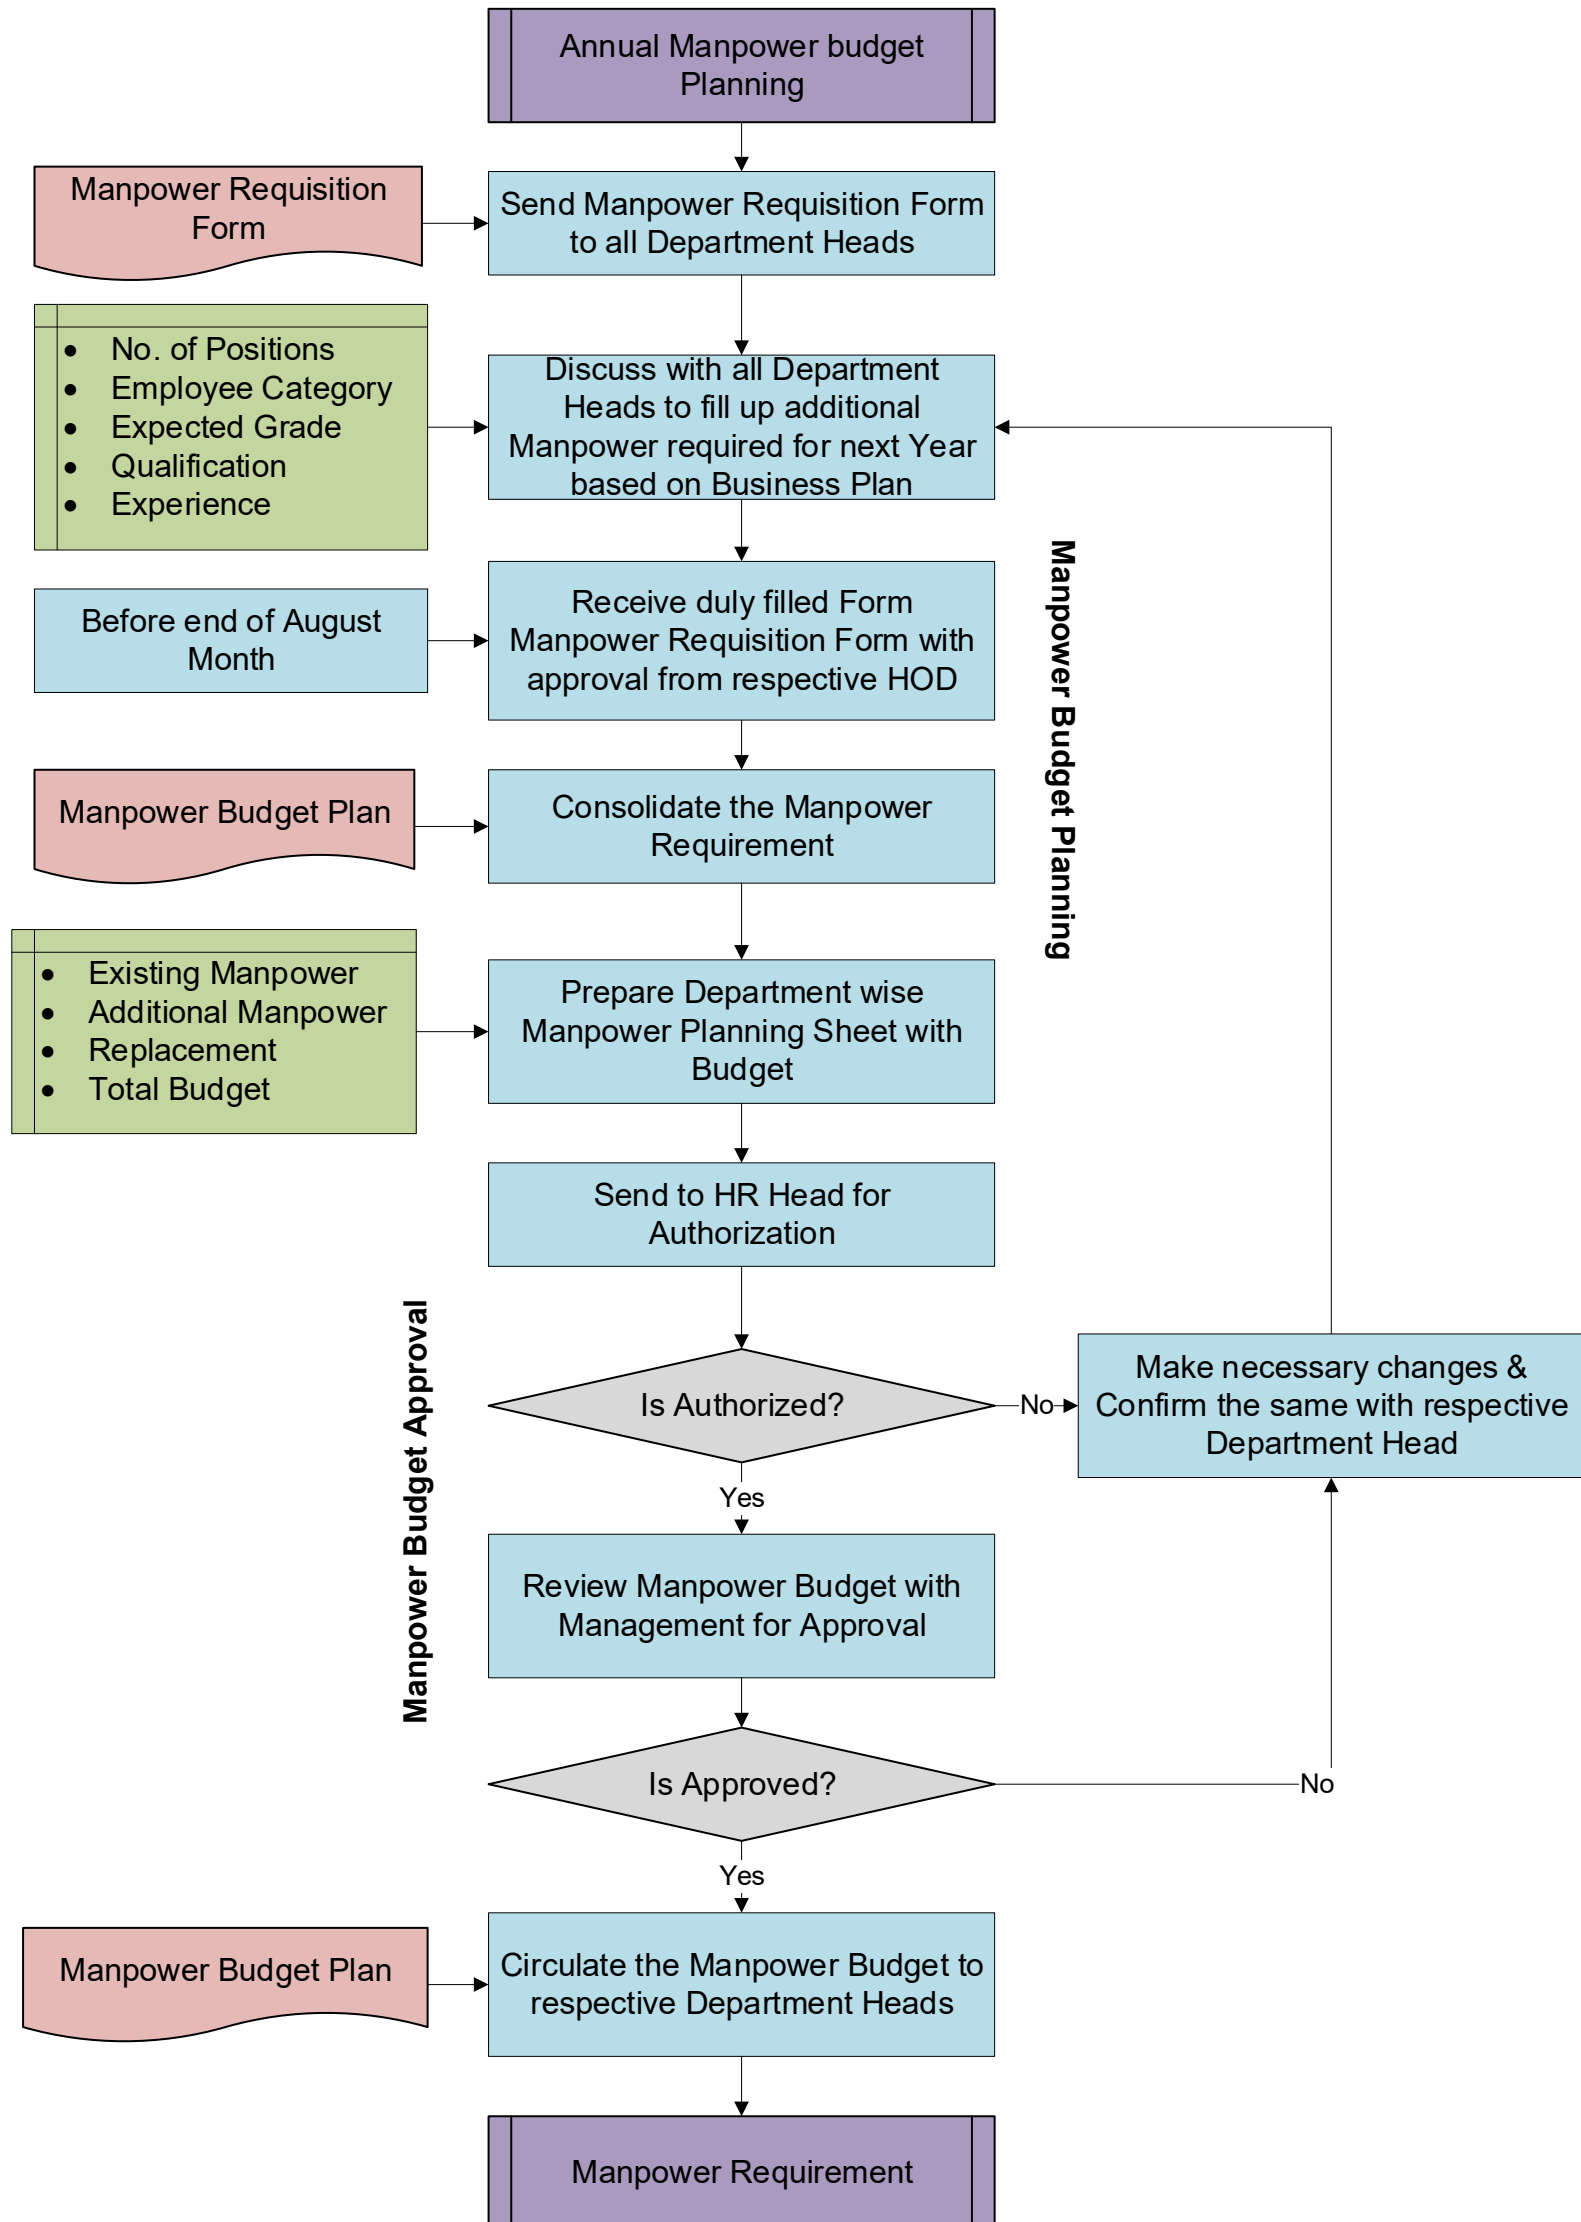 Annual Manpower budget
Planning
Manpower Requisition
Form
Send Manpower Requisition Form
to all Department Heads
• No. of Positions
• Employee Category
• Expected Grade
• Qualification
• Experience
Discuss with all Department
Heads to fill up additional
Manpower required for next Year
based on Business Plan
Manpower Budget Planning
Before end of August
Month
Receive duly filled Form
Manpower Requisition Form with
approval from respective HOD
Manpower Budget Plan
Consolidate the Manpower
Requirement
• Existing Manpower
• Additional Manpower
• Replacement
• Total Budget
Prepare Department wise
Manpower Planning Sheet with
Budget
Send to HR Head for
Authorization
Manpower Budget Approval
Is Authorized?
No
Make necessary changes &
Confirm the same with respective
Department Head
Yes
Review Manpower Budget with
Management for Approval
Is Approved?
No
Yes
Manpower Budget Plan
Circulate the Manpower Budget to
respective Department Heads
Manpower Requirement